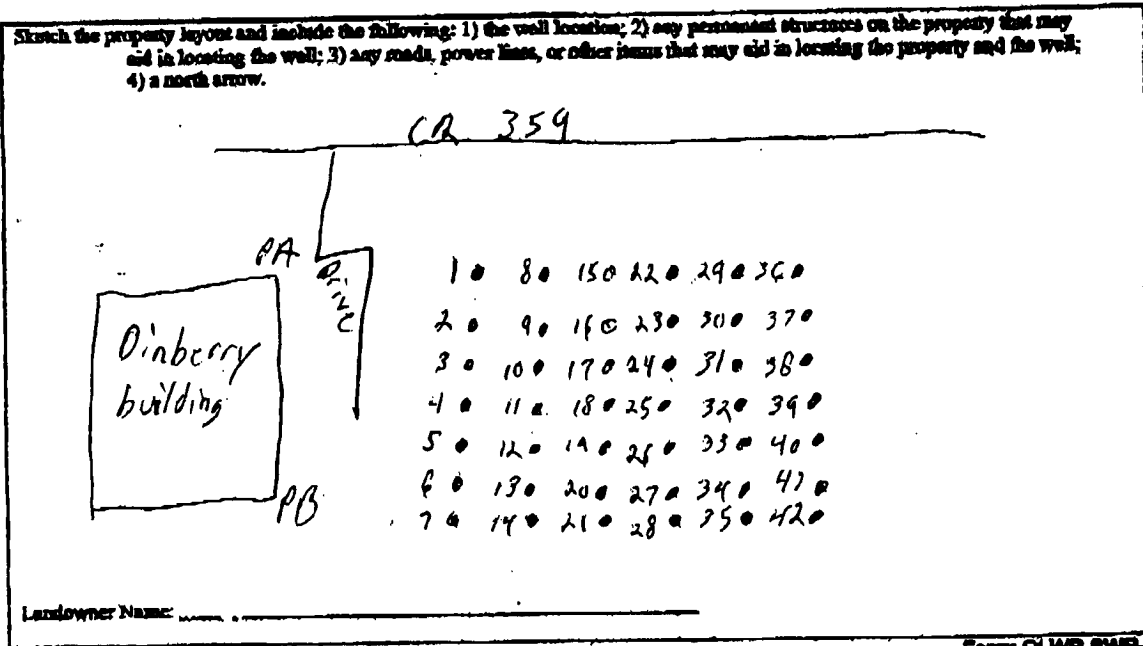 Sketch the property layout and include the following: 1) the well location; 2) any permanent structures on the property that may
aid in locating the well; 3) any roads, power lines, or other items that may aid in locating the property and the well;
4) a north arrow.
CR 359
PA
Drive
1 8 15 22 29 36
2 9 16 23 30 37
Dinberry
building
3 10 17 24 31 38
4 11 18 25 32 39
5 12 19 26 33 40
6 13 20 27 34 41
PB
7 14 21 28 35 42
Landowner Name: